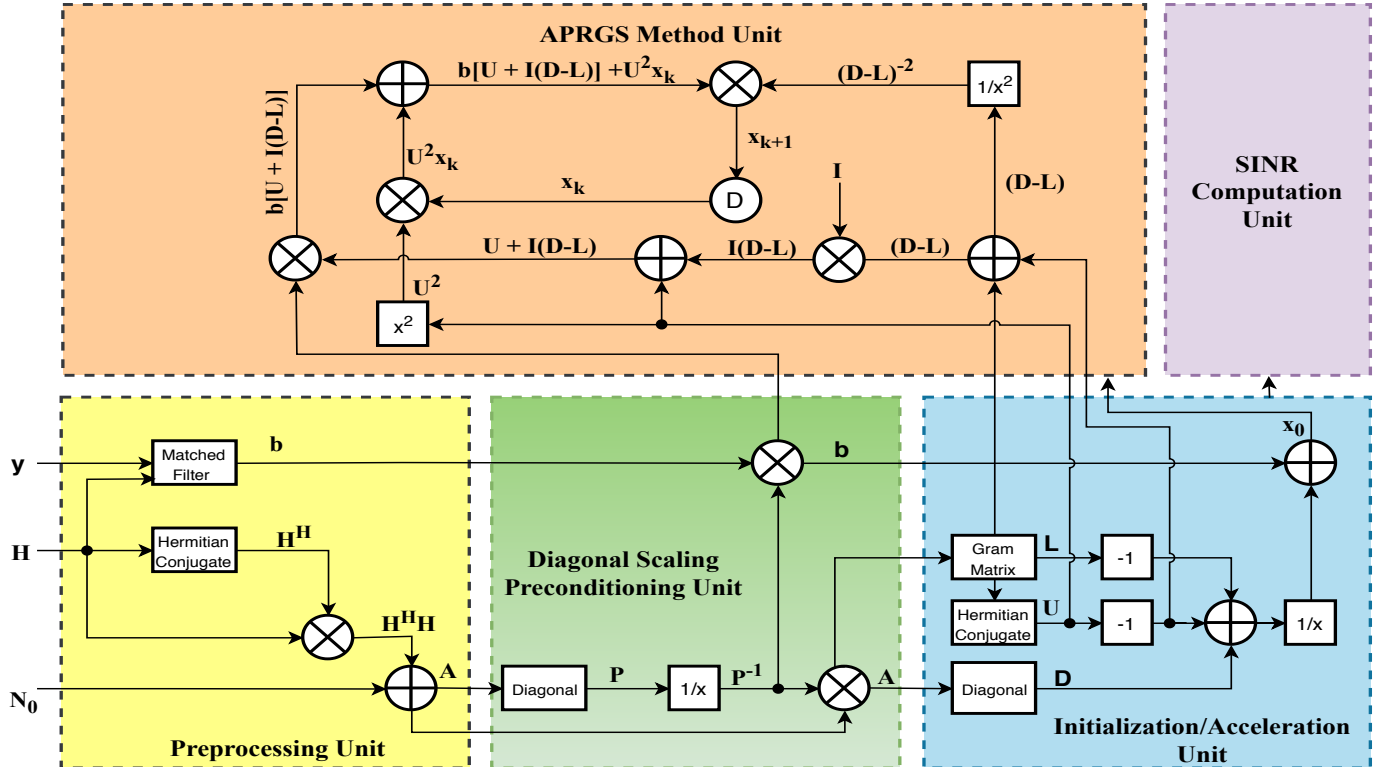 APRGS Method Unit
b[U + I(D-L)] +U²xₖ
(D-L)⁻²
1/x²
b[U + I(D-L)]
U²xₖ
xₖ₊₁
xₖ
D
I
(D-L)
U + I(D-L)
I(D-L)
(D-L)
U²
x²
SINR
Computation
Unit
y
H
N₀
Matched
Filter
b
Hermitian
Conjugate
Hᴴ
HᴴH
A
Preprocessing Unit
Diagonal Scaling
Preconditioning Unit
Diagonal
P
1/x
P⁻¹
A
b
x₀
Gram
Matrix
L
-1
Hermitian
Conjugate
U
-1
1/x
Diagonal
D
Initialization/Acceleration
Unit